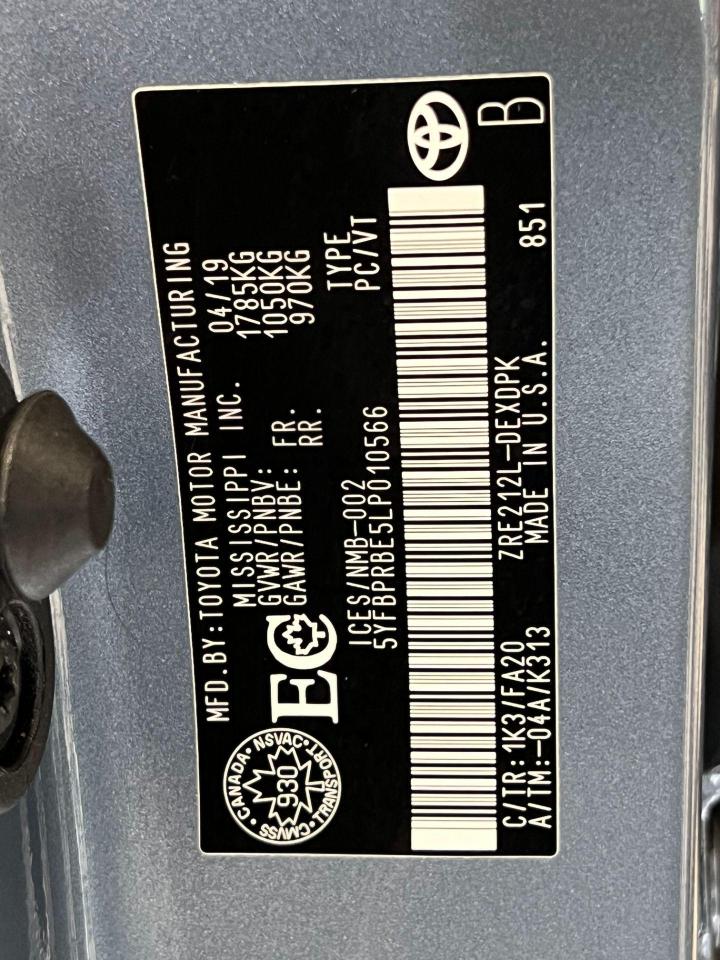 MFD.BY:TOYOTA MOTOR MANUFACTURING
MISSISSIPPI INC. 04/19
GVWR/PNBV: 1785KG
GAWR/PNBE: FR. 1050KG
RR. 970KG
CANADA • NSVAC • TRANSPORT • CMVSS
930
EC
ICES/NMB-002 TYPE
5YFBPRBE5LP010566 PC/VT
C/TR:1K3/FA20 ZRE212L-DEXDPK 851 B
A/TM:-04A/K313 MADE IN U.S.A.